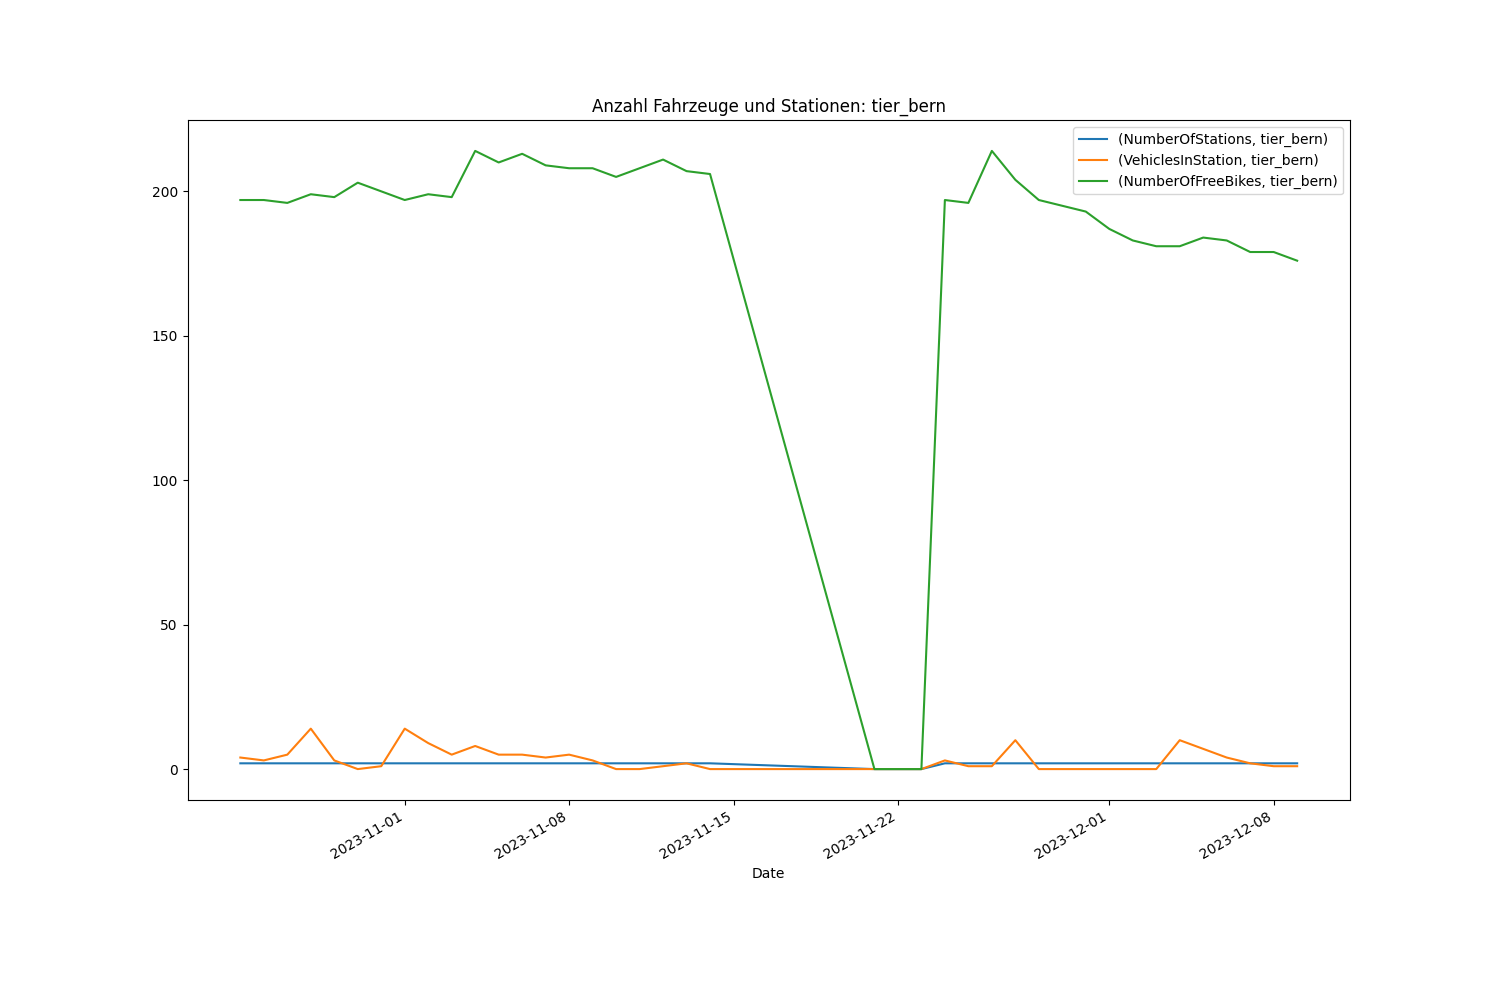 Anzahl Fahrzeuge und Stationen: tier_bern
(NumberOfStations, tier_bern)
(VehiclesInStation, tier_bern)
(NumberOfFreeBikes, tier_bern)
200
150
100
50
0
2023-11-01
2023-11-08
2023-11-15
2023-11-22
2023-12-01
2023-12-08
Date